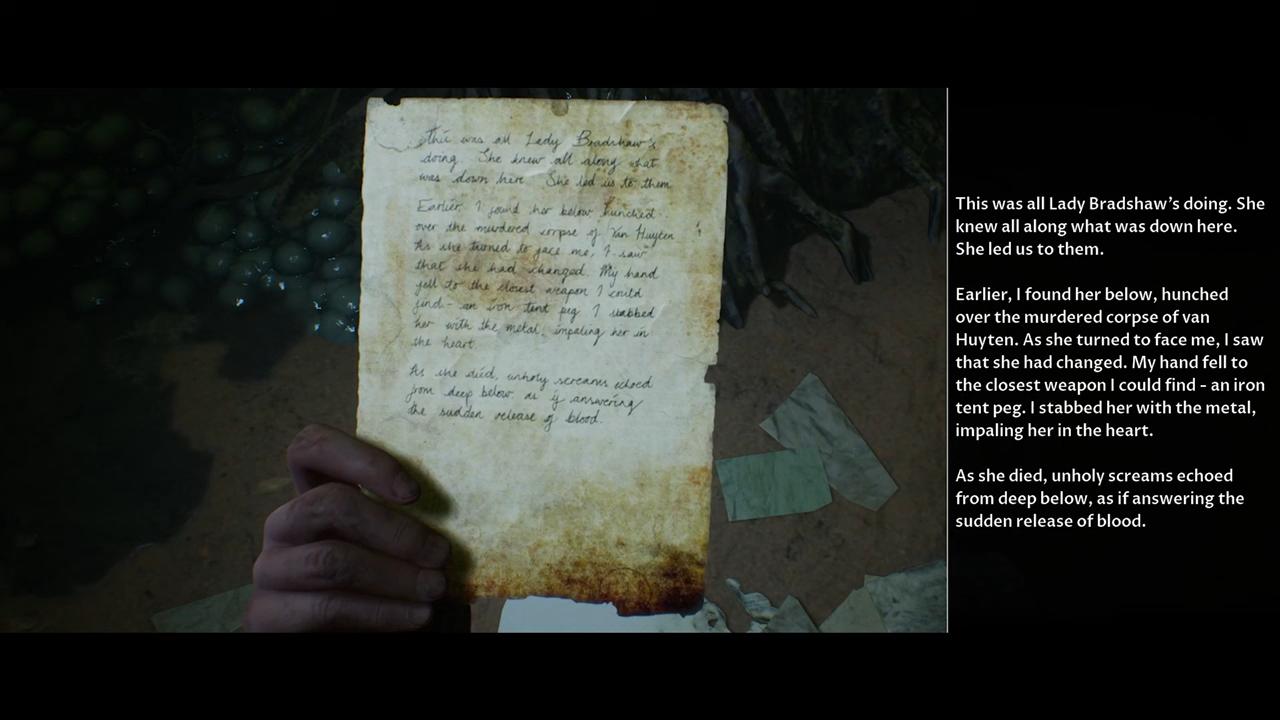 This was all Lady Bradshaw's
doing. She knew all along what
was down here. She led us to them.
Earlier, I found her below, hunched
over the murdered corpse of Van Huyten.
As she turned to face me, I saw
that she had changed. My hand
fell to the closest weapon I could
find - an iron tent peg. I stabbed
her with the metal, impaling her in
the heart.
As she died, unholy screams echoed
from deep below, as if answering
the sudden release of blood.
This was all Lady Bradshaw's doing. She
knew all along what was down here.
She led us to them.
Earlier, I found her below, hunched
over the murdered corpse of van
Huyten. As she turned to face me, I saw
that she had changed. My hand fell to
the closest weapon I could find - an iron
tent peg. I stabbed her with the metal,
impaling her in the heart.
As she died, unholy screams echoed
from deep below, as if answering the
sudden release of blood.